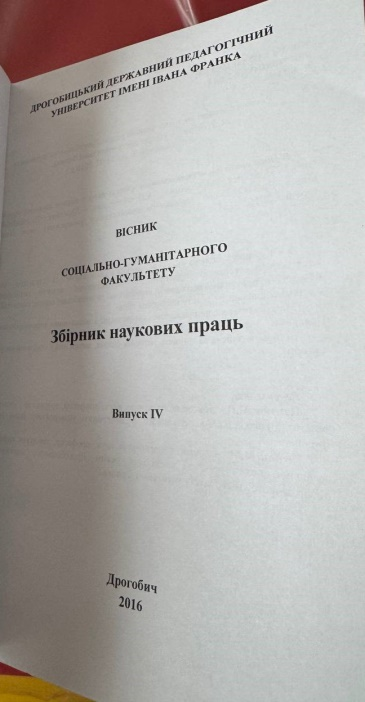 ДРОГОБИЦЬКИЙ ДЕРЖАВНИЙ ПЕДАГОГІЧНИЙ
УНІВЕРСИТЕТ ІМЕНІ ІВАНА ФРАНКА
ВІСНИК
СОЦІАЛЬНО-ГУМАНІТАРНОГО
ФАКУЛЬТЕТУ
Збірник наукових праць
Випуск IV
Дрогобич
2016